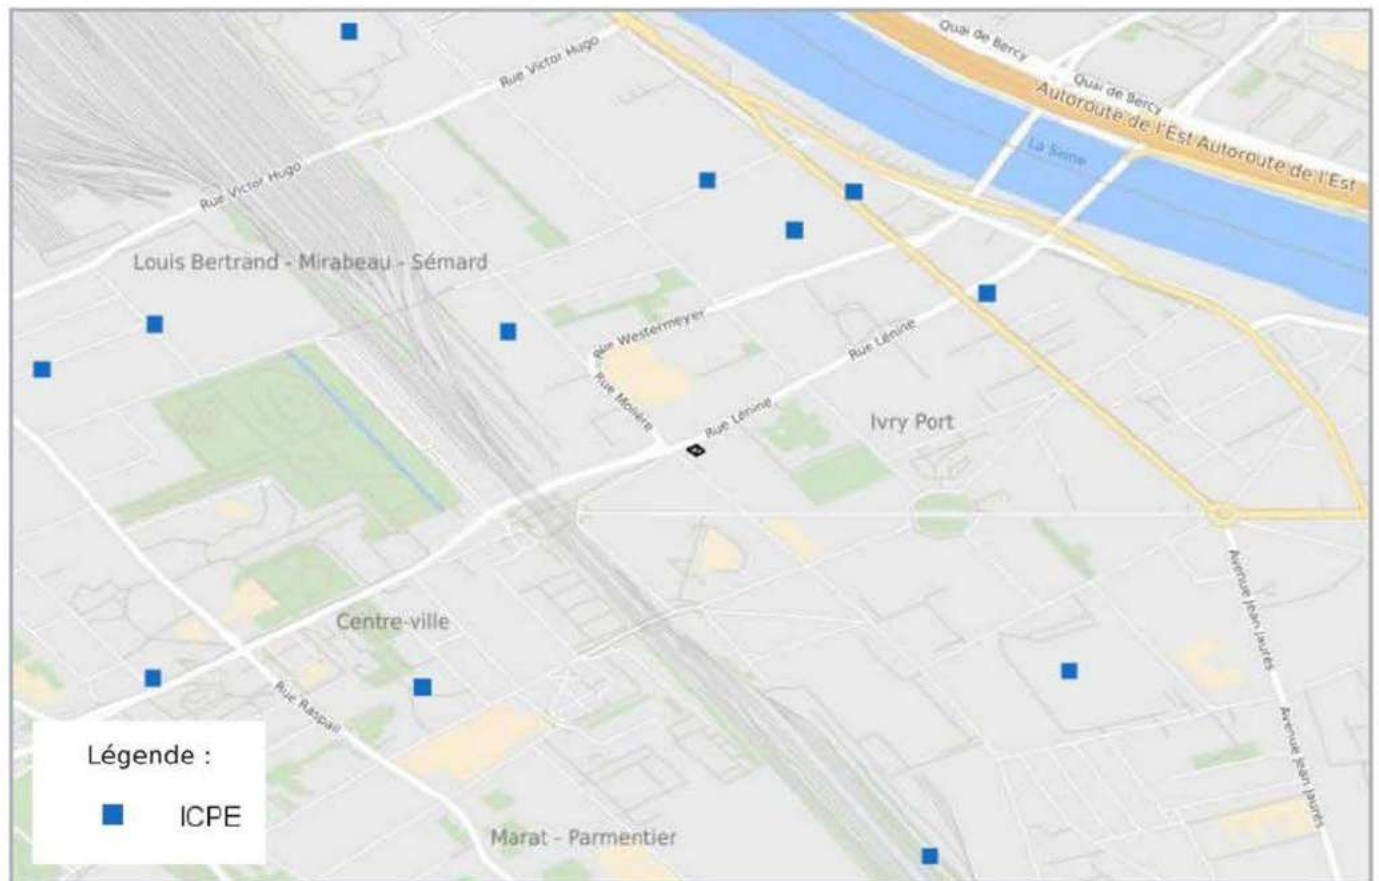 Quai de Bercy
Rue Victor Hugo
Quai de Bercy
Autoroute de l'Est Autoroute de l'Est
La Seine
Rue Victor Hugo
Louis Bertrand - Mirabeau - Sémard
Rue Westermeyer
Rue Lénine
Rue Molière
Rue Lénine
Ivry Port
Avenue Jean Jaurès
Centre-ville
Rue Raspail
Avenue Jean Jaurès
Légende :
ICPE
Marat - Parmentier